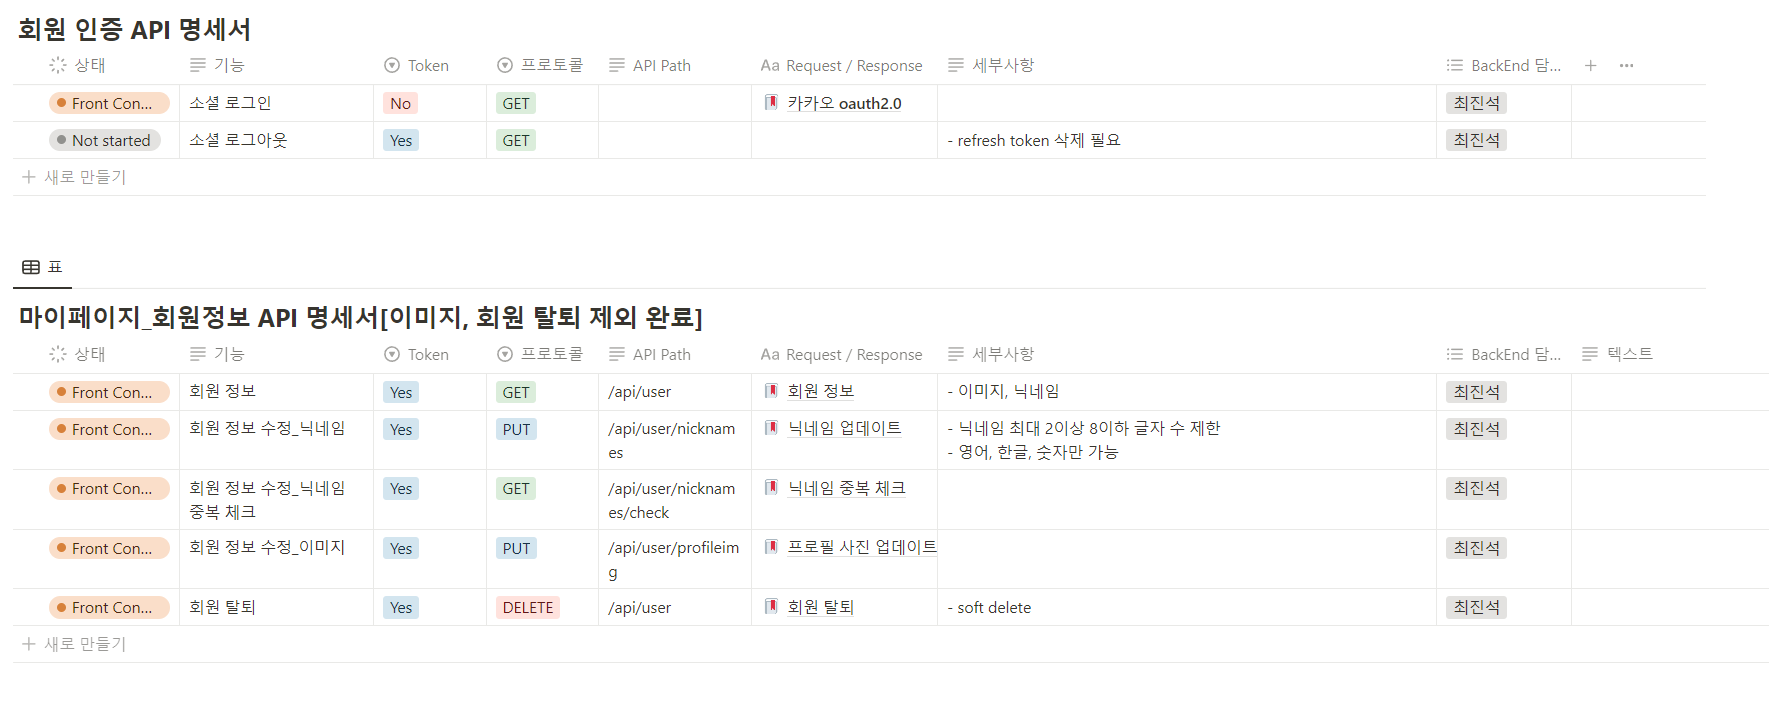 회원 인증 API 명세서
상태 기능 Token 프로토콜 API Path Aa Request / Response 세부사항 BackEnd 담...
Front Con... 소셜 로그인 No GET 카카오 oauth2.0 최진석
Not started 소셜 로그아웃 Yes GET - refresh token 삭제 필요 최진석
+ 새로 만들기
표
마이페이지_회원정보 API 명세서[이미지, 회원 탈퇴 제외 완료]
상태 기능 Token 프로토콜 API Path Aa Request / Response 세부사항 BackEnd 담... 텍스트
Front Con... 회원 정보 Yes GET /api/user 회원 정보 - 이미지, 닉네임 최진석
Front Con... 회원 정보 수정_닉네임 Yes PUT /api/user/nicknam 닉네임 업데이트 - 닉네임 최대 2이상 8이하 글자 수 제한 최진석
es - 영어, 한글, 숫자만 가능
Front Con... 회원 정보 수정_닉네임 Yes GET /api/user/nicknam 닉네임 중복 체크 최진석
중복 체크 es/check
Front Con... 회원 정보 수정_이미지 Yes PUT /api/user/profileim 프로필 사진 업데이트 최진석
g
Front Con... 회원 탈퇴 Yes DELETE /api/user 회원 탈퇴 - soft delete 최진석
+ 새로 만들기